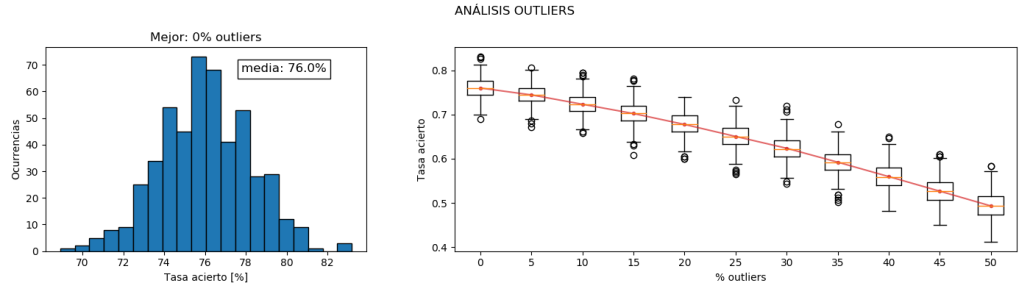 ANÁLISIS OUTLIERS
Mejor: 0% outliers
media: 76.0%
Ocurrencias
70
60
50
40
30
20
10
0
70 72 74 76 78 80 82
Tasa acierto [%]
Tasa acierto
0.8
0.7
0.6
0.5
0.4
0 5 10 15 20 25 30 35 40 45 50
% outliers